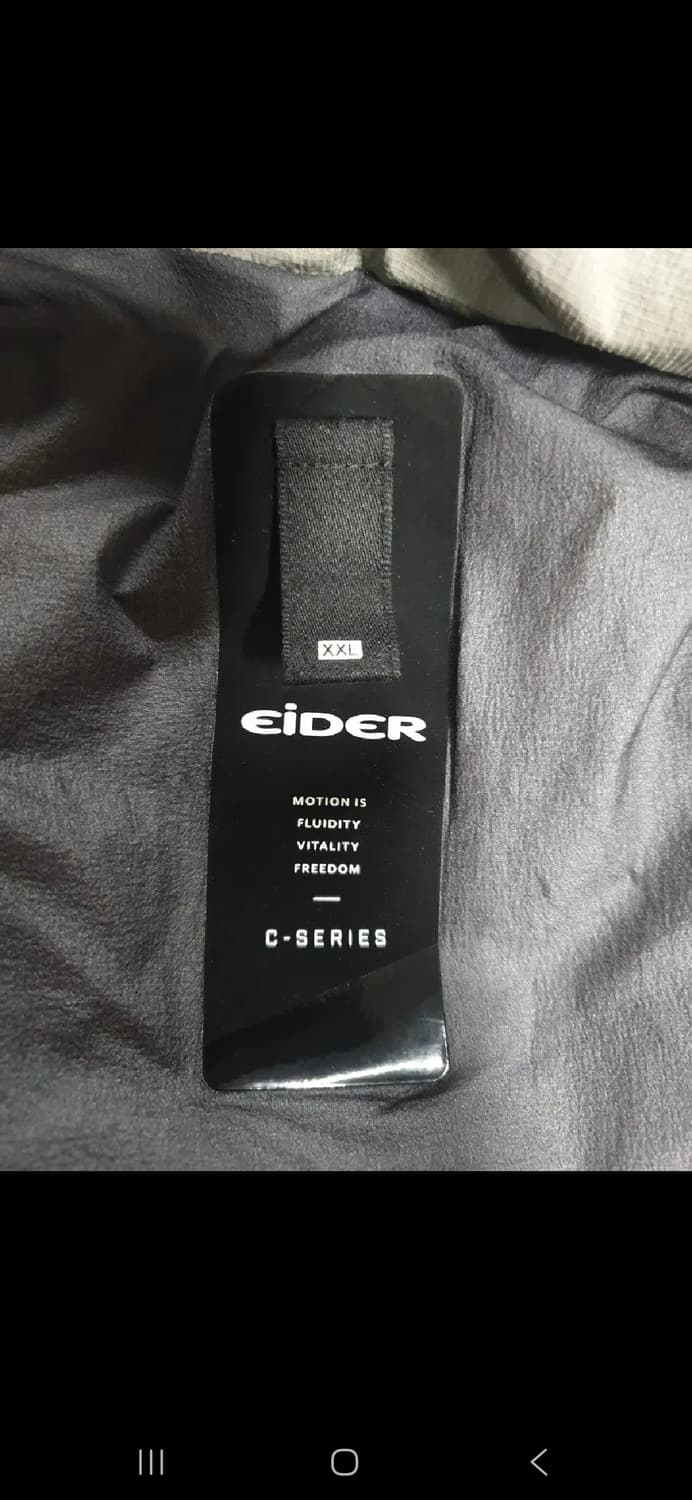 XXL
EiDER
MOTION IS
FLUIDITY
VITALITY
FREEDOM
C-SERIES